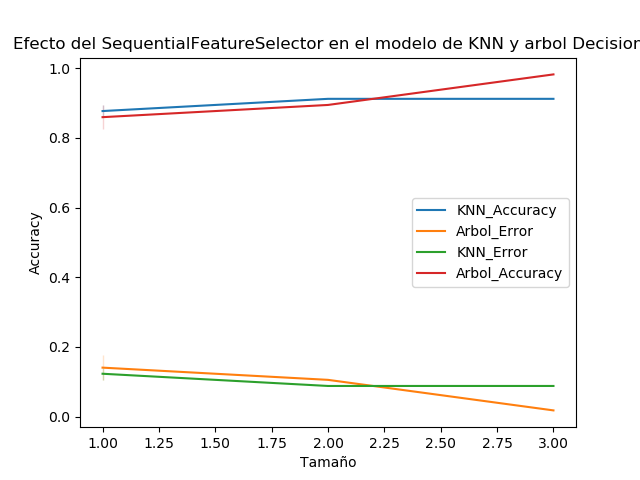 Efecto del SequentialFeatureSelector en el modelo de KNN y arbol Decision
1.0
0.8
0.6
0.4
0.2
0.0
Accuracy
KNN_Accuracy
Arbol_Error
KNN_Error
Arbol_Accuracy
1.00 1.25 1.50 1.75 2.00 2.25 2.50 2.75 3.00
Tamaño